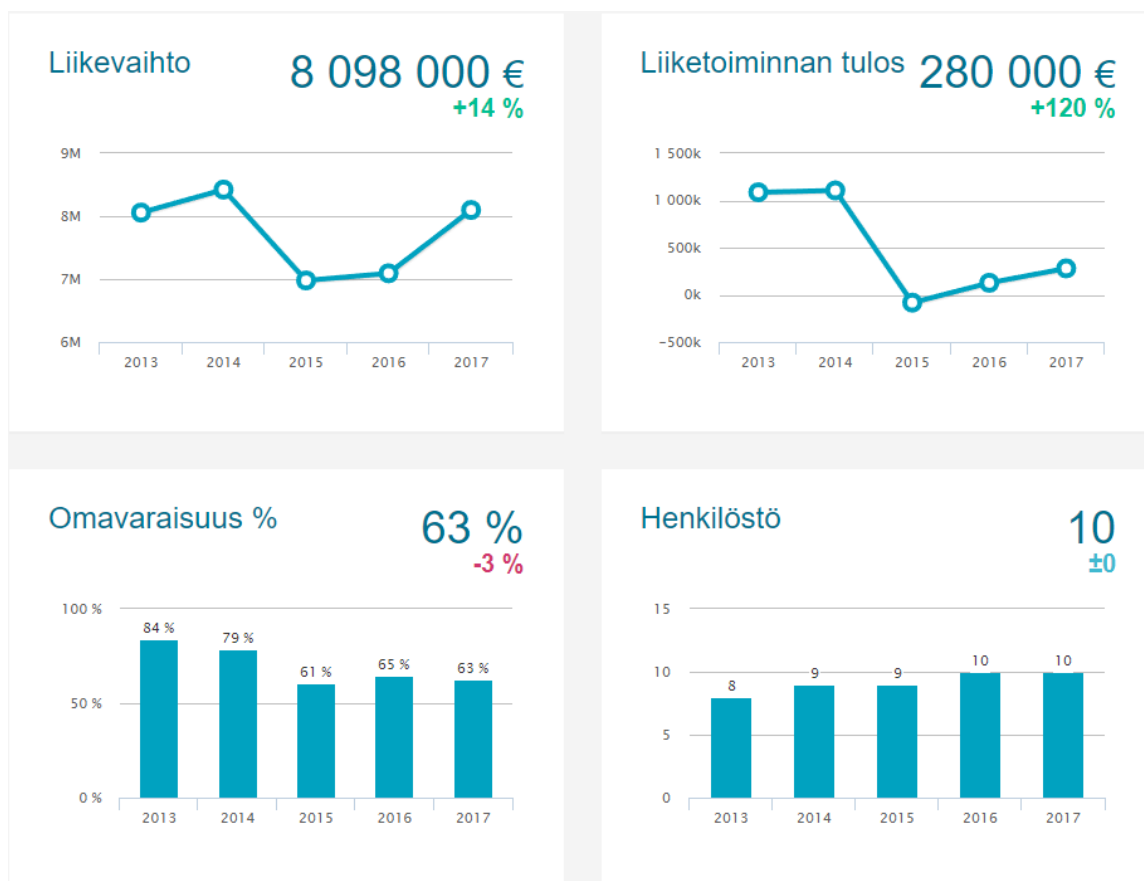 Liikevaihto
8 098 000 €
+14 %
9M
8M
7M
6M
2013 2014 2015 2016 2017
Liiketoiminnan tulos
280 000 €
+120 %
1 500k
1 000k
500k
0k
−500k
2013 2014 2015 2016 2017
Omavaraisuus %
63 %
-3 %
100 %
50 %
0 %
84 % 79 % 61 % 65 % 63 %
2013 2014 2015 2016 2017
Henkilöstö
10
±0
15
10
5
0
8 9 9 10 10
2013 2014 2015 2016 2017